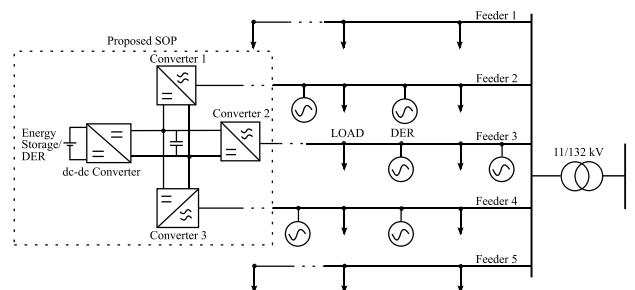 Feeder 1
Proposed SOP
Converter 1
Feeder 2
Converter 2
Energy
Storage/
DER
LOAD
DER
Feeder 3
11/132 kV
dc-dc Converter
Feeder 4
Converter 3
Feeder 5